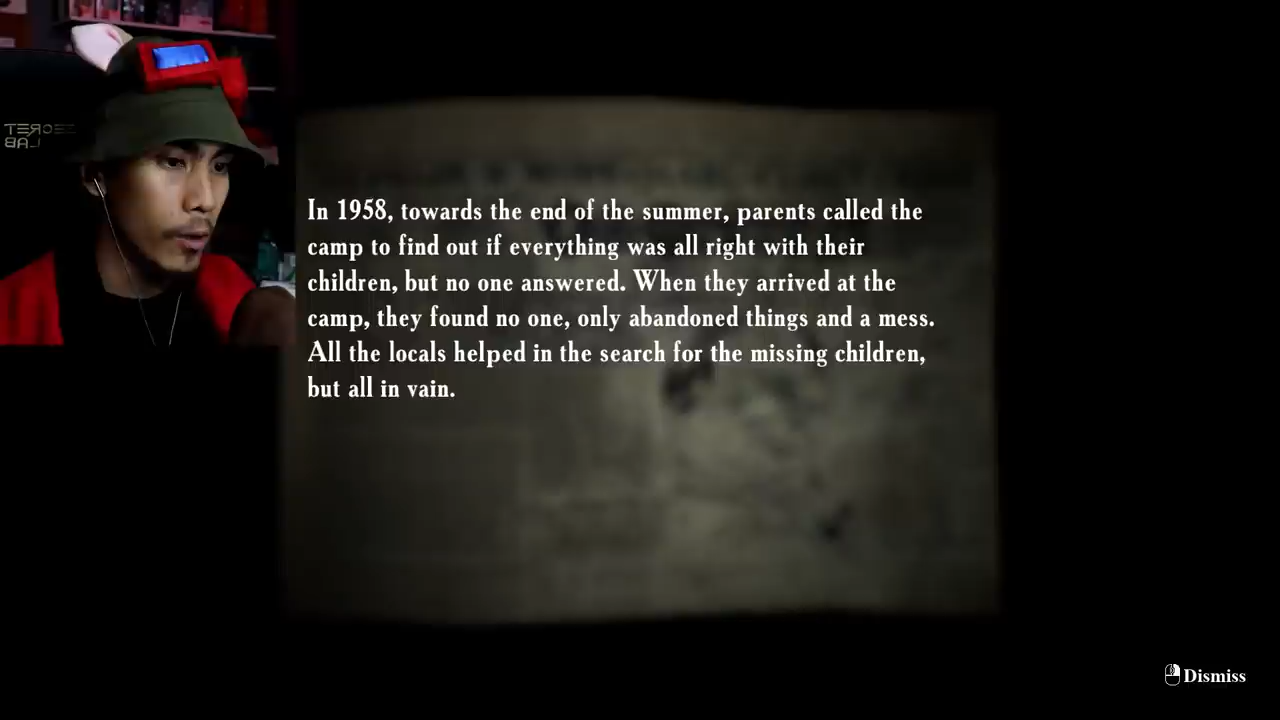 SECRET
LAB
In 1958, towards the end of the summer, parents called the
camp to find out if everything was all right with their
children, but no one answered. When they arrived at the
camp, they found no one, only abandoned things and a mess.
All the locals helped in the search for the missing children,
but all in vain.
Dismiss